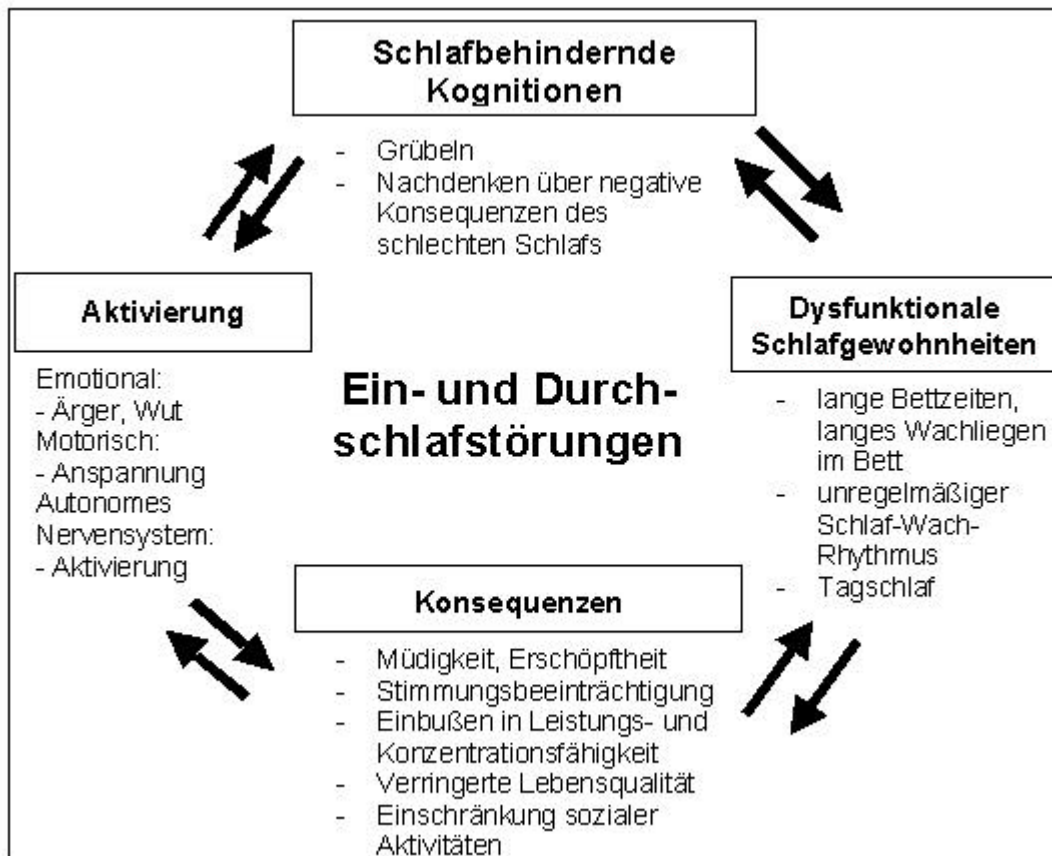 Schlafbehindernde
Kognitionen
- Grübeln
- Nachdenken über negative
Konsequenzen des
schlechten Schlafs
Aktivierung
Emotional:
- Ärger, Wut
Motorisch:
- Anspannung
Autonomes
Nervensystem:
- Aktivierung
Ein- und Durch-
schlafstörungen
Dysfunktionale
Schlafgewohnheiten
- lange Bettzeiten,
langes Wachliegen
im Bett
- unregelmäßiger
Schlaf-Wach-
Rhythmus
- Tagschlaf
Konsequenzen
- Müdigkeit, Erschöpftheit
- Stimmungsbeeinträchtigung
- Einbußen in Leistungs- und
Konzentrationsfähigkeit
- Verringerte Lebensqualität
- Einschränkung sozialer
Aktivitäten